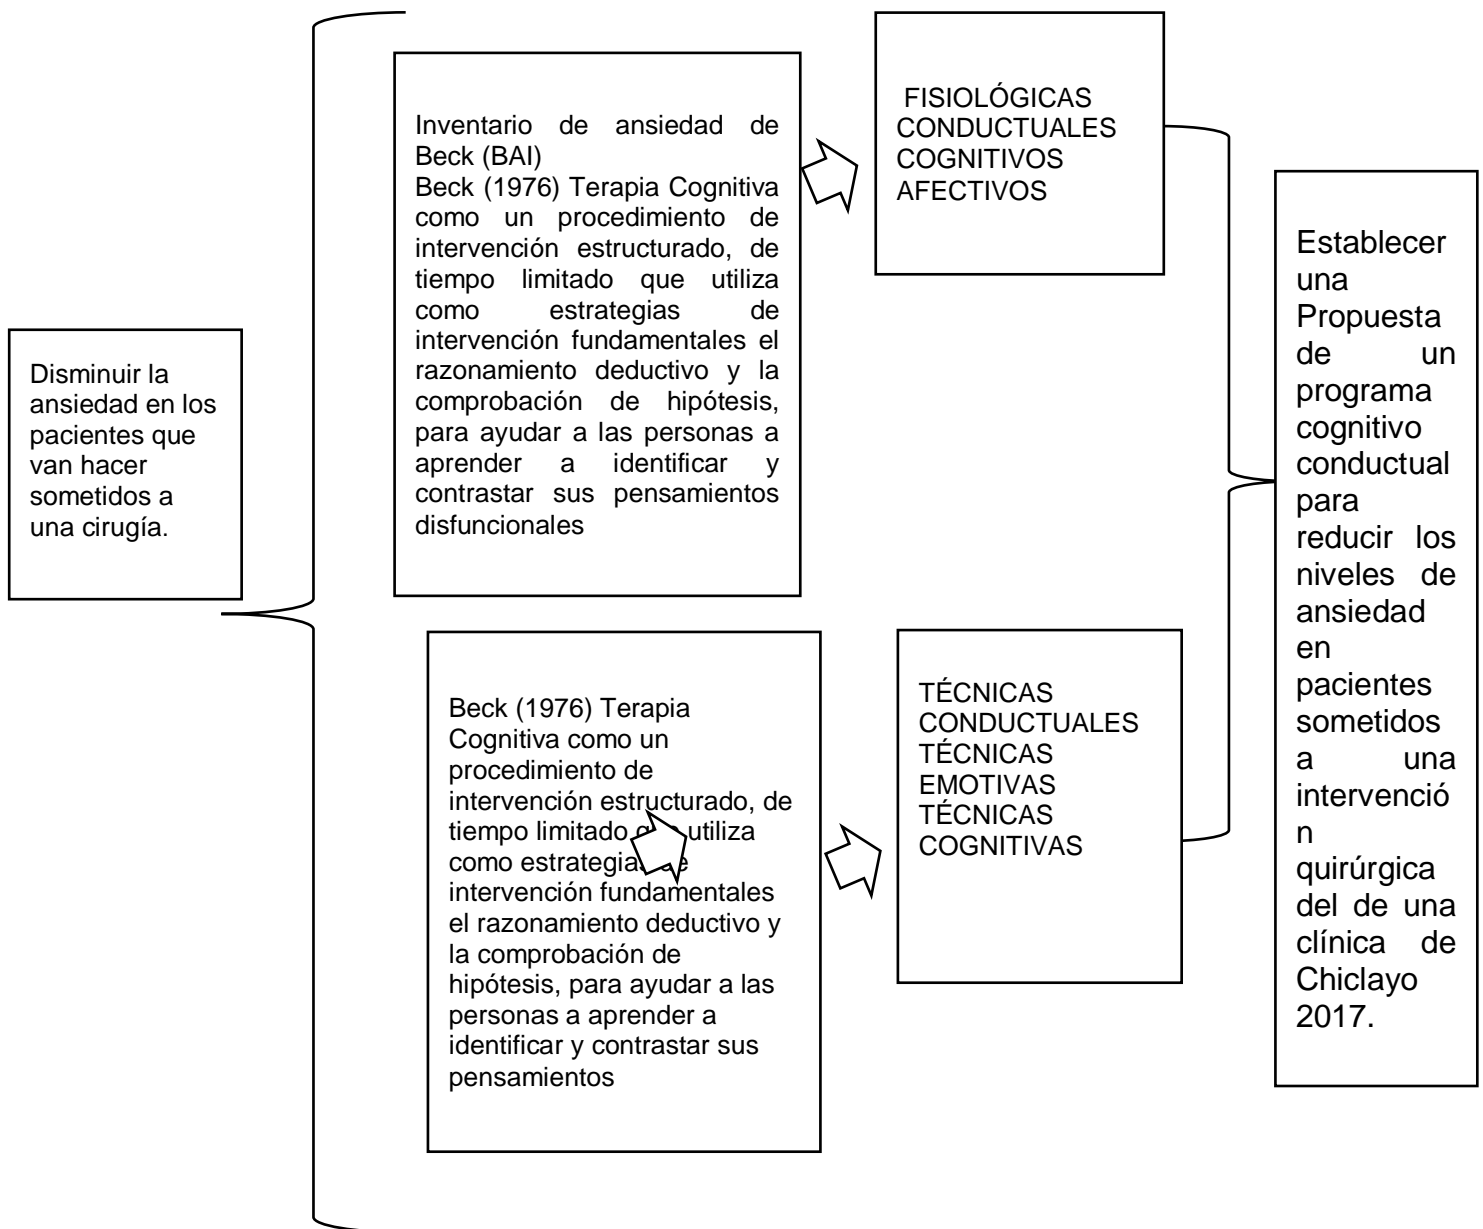 Disminuir la
ansiedad en los
pacientes que
van hacer
sometidos a
una cirugía.
Inventario de ansiedad de
Beck (BAI)
Beck (1976) Terapia Cognitiva
como un procedimiento de
intervención estructurado, de
tiempo limitado que utiliza
como estrategias de
intervención fundamentales el
razonamiento deductivo y la
comprobación de hipótesis,
para ayudar a las personas a
aprender a identificar y
contrastar sus pensamientos
disfuncionales
FISIOLÓGICAS
CONDUCTUALES
COGNITIVOS
AFECTIVOS
Beck (1976) Terapia
Cognitiva como un
procedimiento de
intervención estructurado, de
tiempo limitado utiliza
como estrategias
intervención fundamentales
el razonamiento deductivo y
la comprobación de
hipótesis, para ayudar a las
personas a aprender a
identificar y contrastar sus
pensamientos
TÉCNICAS
CONDUCTUALES
TÉCNICAS
EMOTIVAS
TÉCNICAS
COGNITIVAS
Establecer
una
Propuesta
de un
programa
cognitivo
conductual
para
reducir los
niveles de
ansiedad
en
pacientes
sometidos
a una
intervenció
n
quirúrgica
del de una
clínica de
Chiclayo
2017.